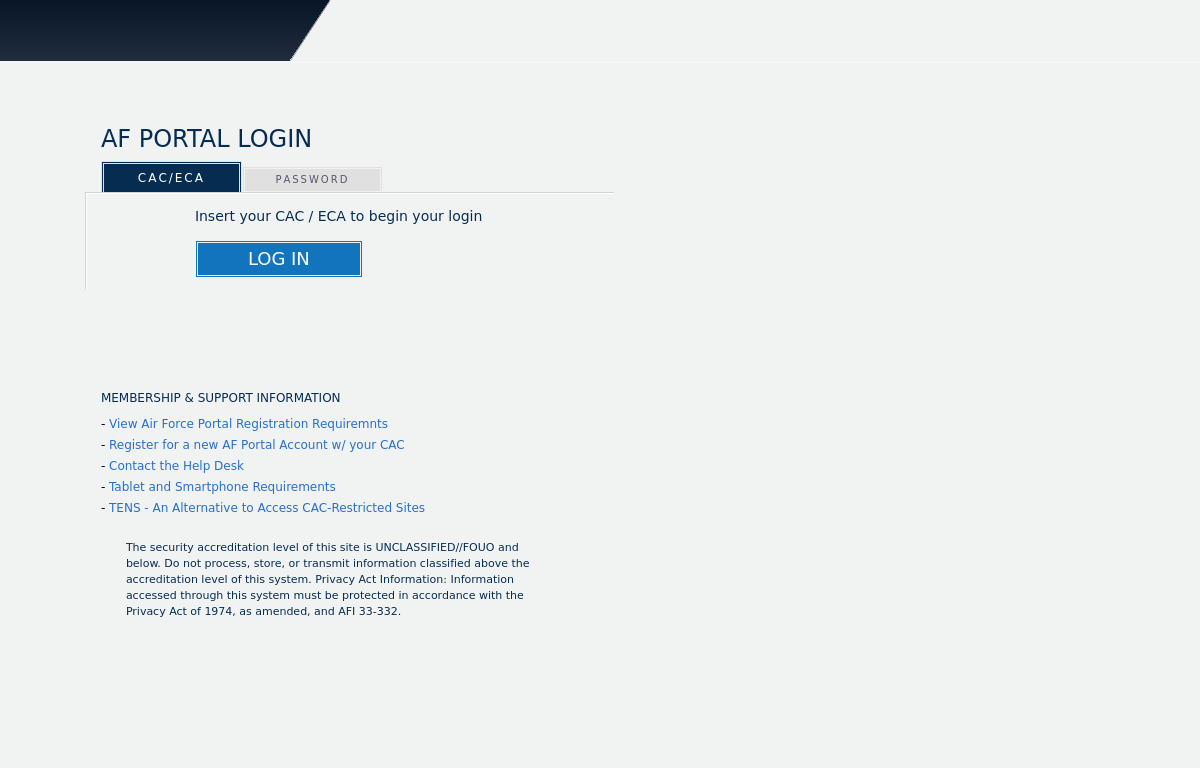 AF PORTAL LOGIN
CAC/ECA
PASSWORD
Insert your CAC / ECA to begin your login
LOG IN
MEMBERSHIP & SUPPORT INFORMATION
- View Air Force Portal Registration Requiremnts
- Register for a new AF Portal Account w/ your CAC
- Contact the Help Desk
- Tablet and Smartphone Requirements
- TENS - An Alternative to Access CAC-Restricted Sites
The security accreditation level of this site is UNCLASSIFIED//FOUO and
below. Do not process, store, or transmit information classified above the
accreditation level of this system. Privacy Act Information: Information
accessed through this system must be protected in accordance with the
Privacy Act of 1974, as amended, and AFI 33-332.